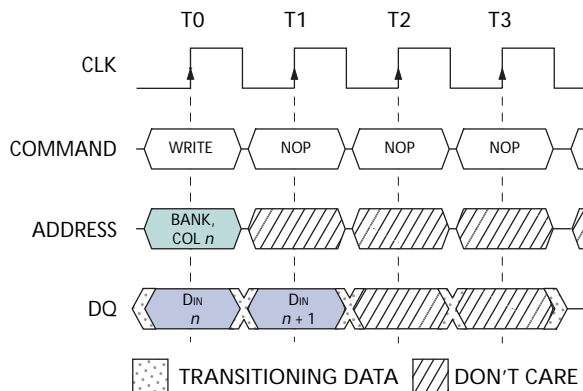 T0 T1 T2 T3
CLK
COMMAND WRITE NOP NOP NOP
ADDRESS BANK,
COL n
DQ DIN DIN
n n + 1
TRANSITIONING DATA DON'T CARE